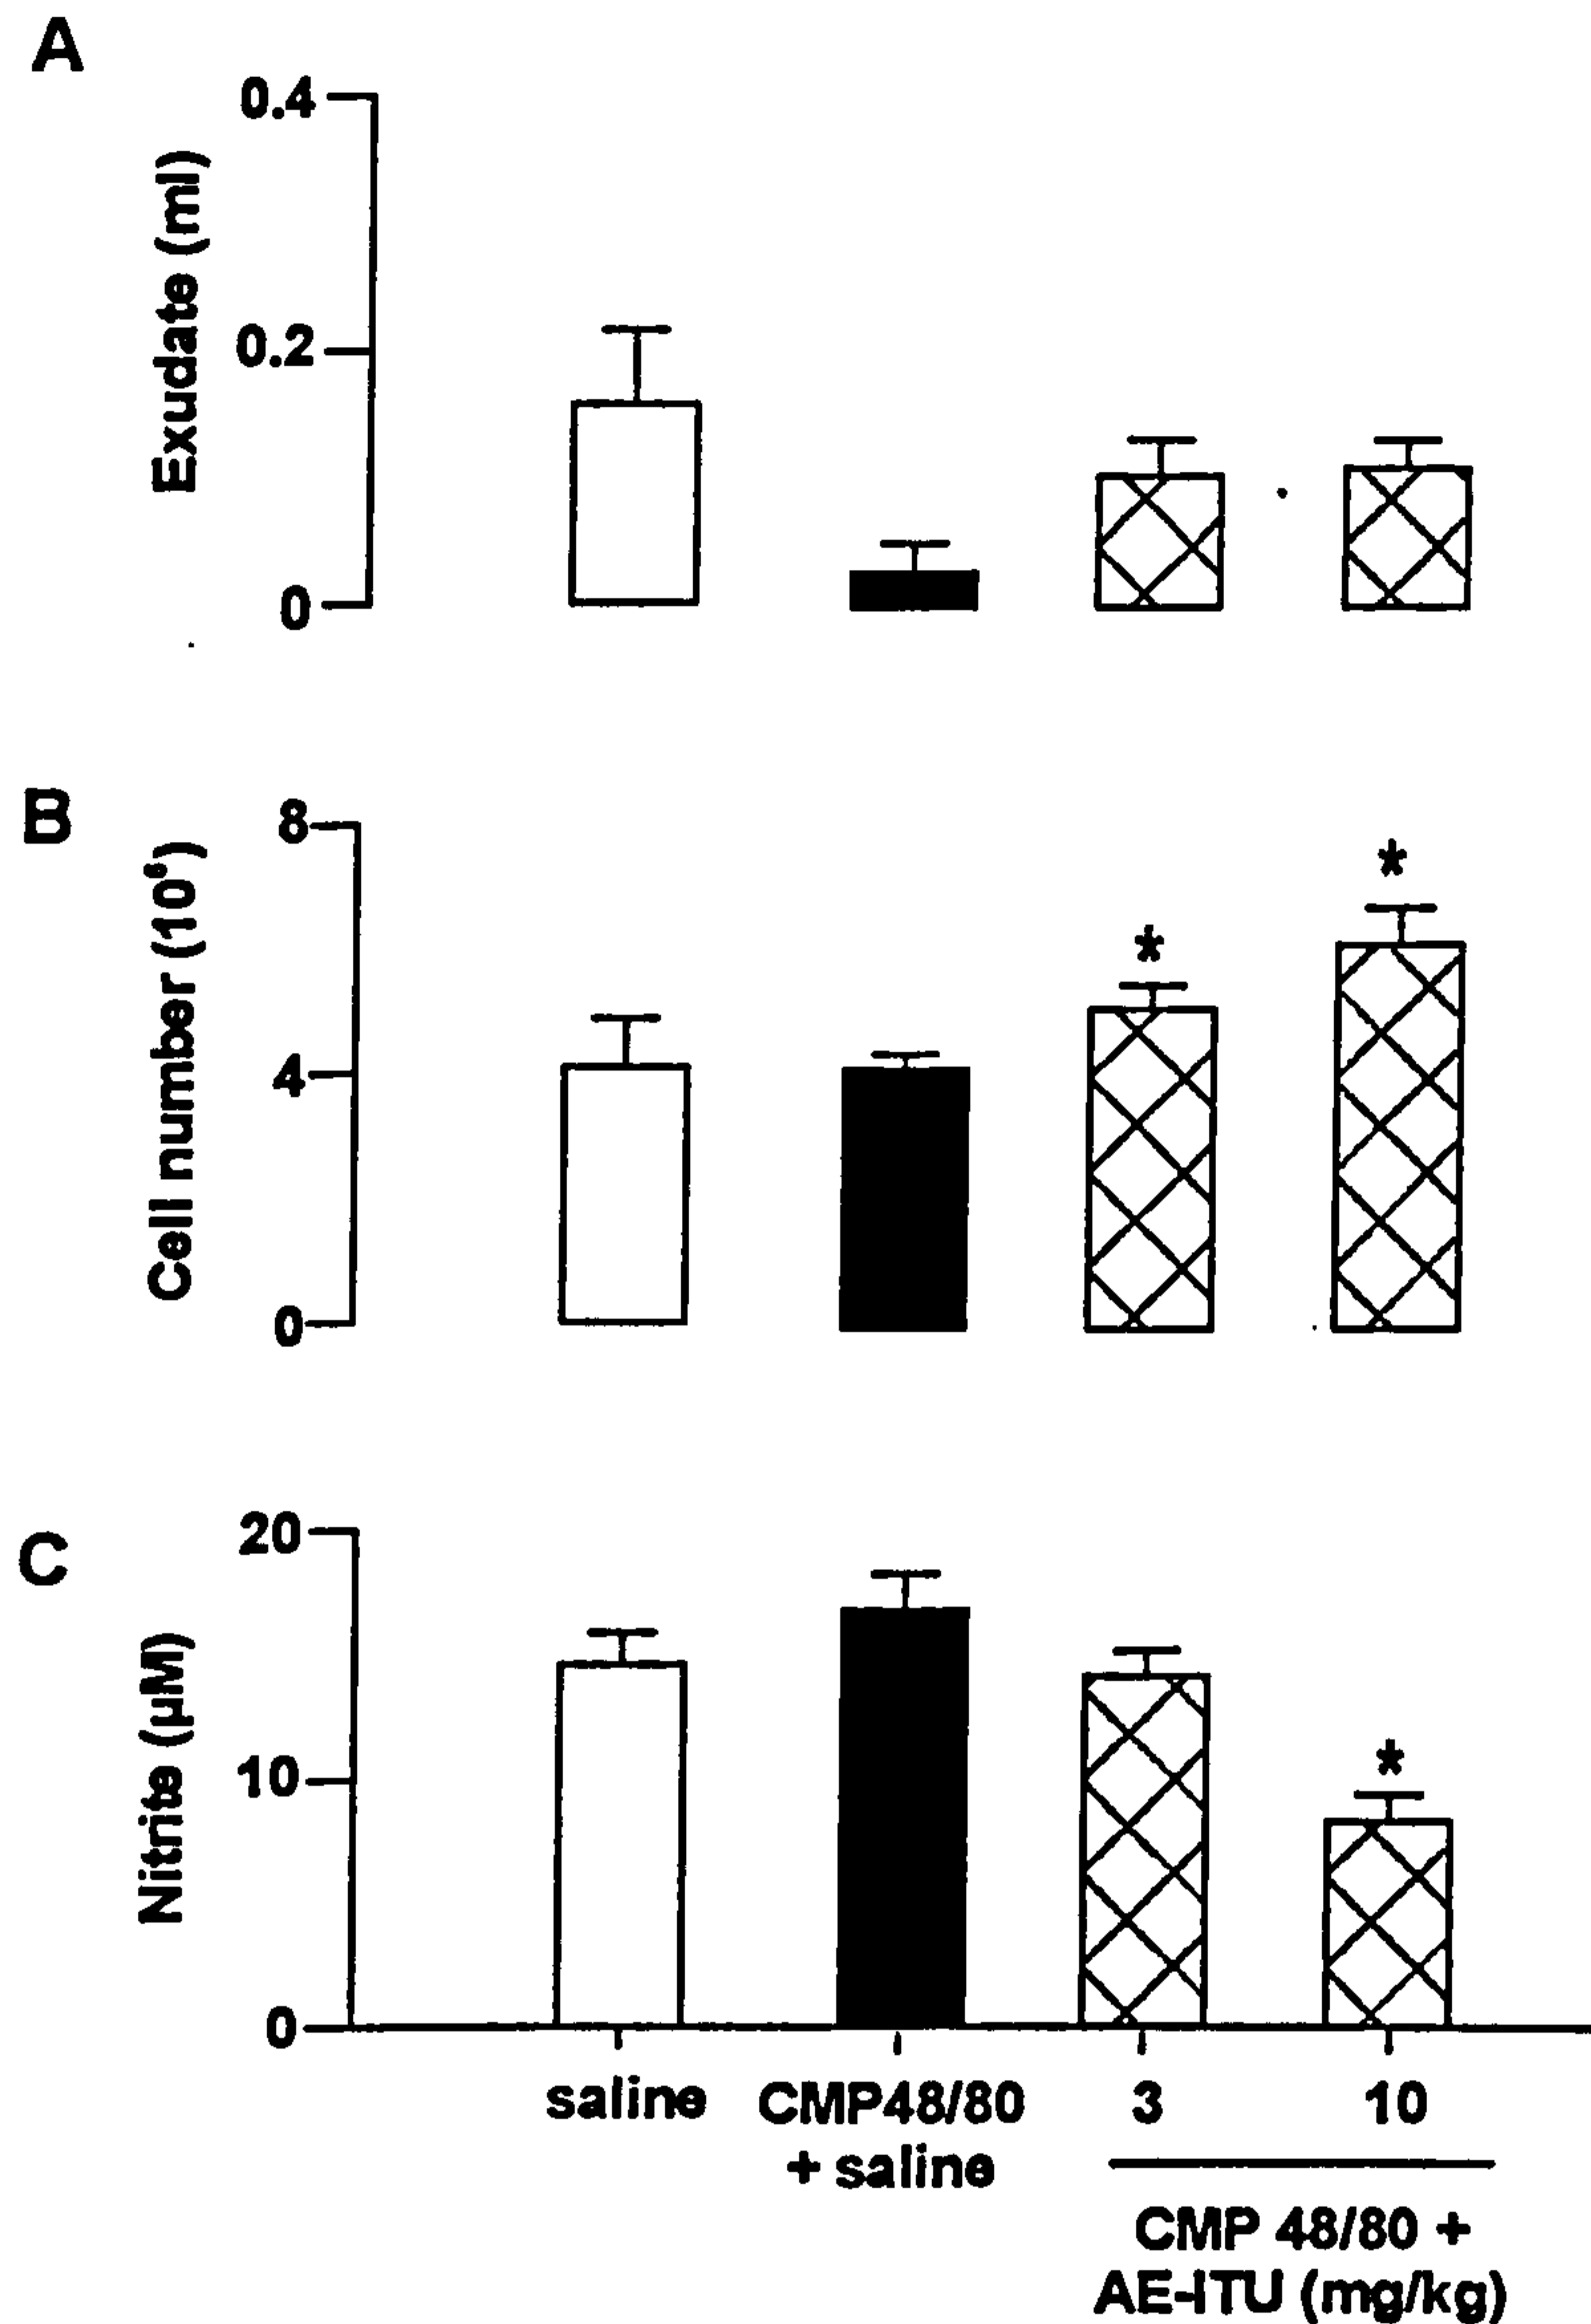 A
0.4
0.2
0
Exudate (ml)
B
8
4
0
Cell number (10⁶)
*
*
C
20
10
0
Nitrite (µM)
*
saline
CMP48/80
+ saline
3
10
CMP 48/80 +
AE-ITU (mg/kg)